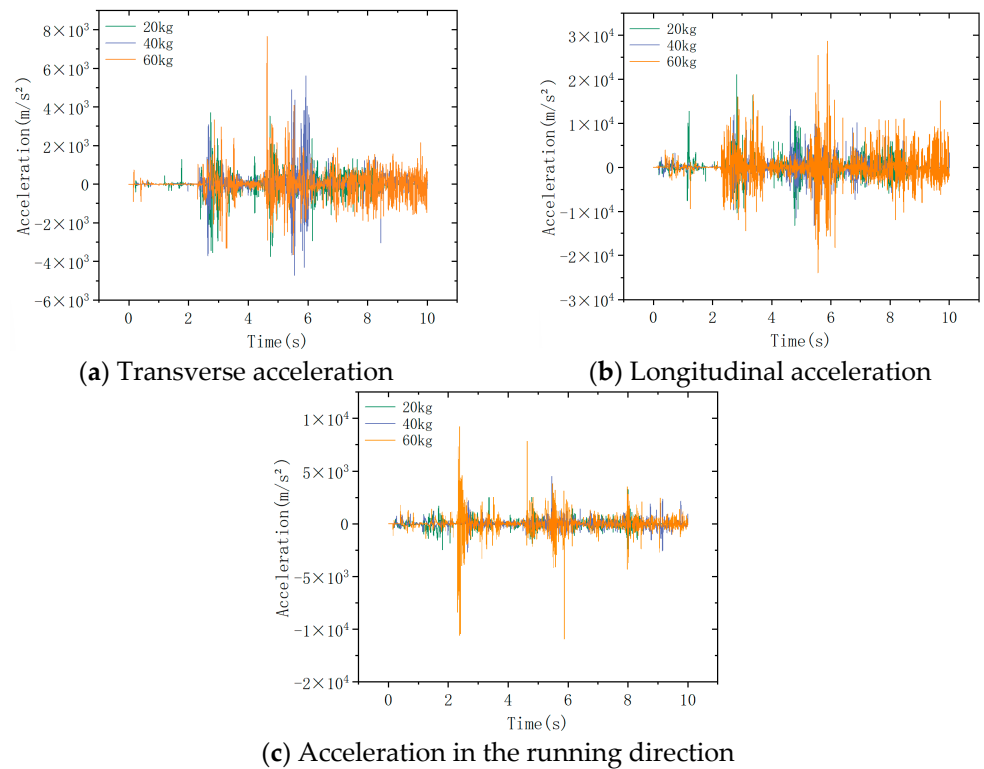 8×10³
6×10³
4×10³
2×10³
0
-2×10³
-4×10³
-6×10³
Acceleration(m/s²)
20kg
40kg
60kg
0 2 4 6 8 10
Time(s)
(a) Transverse acceleration
3×10⁴
2×10⁴
1×10⁴
0
-1×10⁴
-2×10⁴
-3×10⁴
Acceleration(m/s²)
20kg
40kg
60kg
0 2 4 6 8 10
Time(s)
(b) Longitudinal acceleration
1×10⁴
5×10³
0
-5×10³
-1×10⁴
-2×10⁴
Acceleration(m/s²)
20kg
40kg
60kg
0 2 4 6 8 10
Time(s)
(c) Acceleration in the running direction